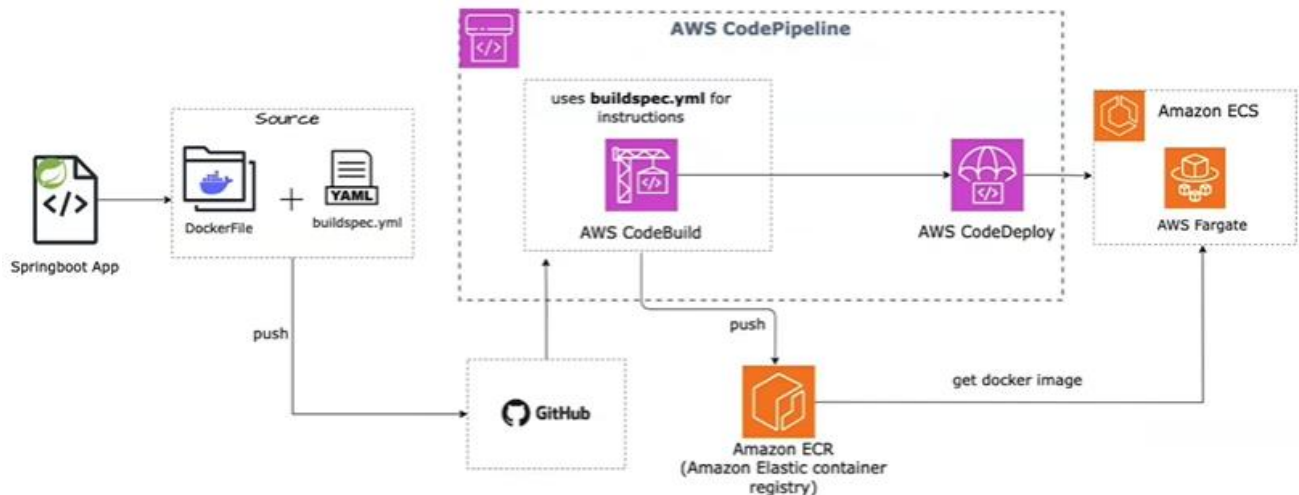 AWS CodePipeline
uses buildspec.yml for
instructions
</>
Amazon ECS
Source
</>
YAML
</>
</>
DockerFile
buildspec.yml
AWS CodeBuild
AWS CodeDeploy
AWS Fargate
Springboot App
push
push
get docker image
GitHub
Amazon ECR
(Amazon Elastic container
registry)